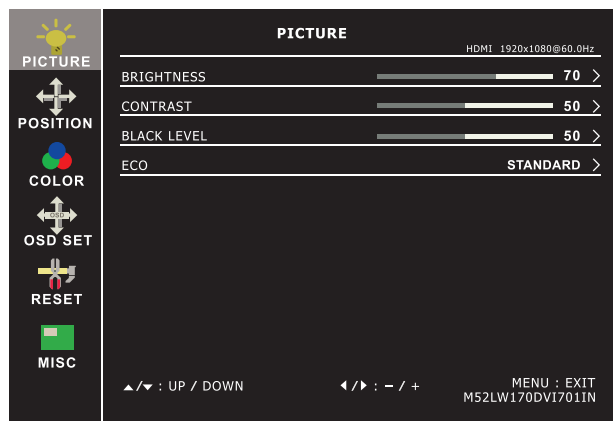 PICTURE
HDMI 1920x1080@60.0Hz
PICTURE
POSITION
COLOR
OSD
OSD SET
RESET
MISC
BRIGHTNESS 70 >
CONTRAST 50 >
BLACK LEVEL 50 >
ECO STANDARD >
▲/▼ : UP / DOWN ◀/▶ : – / + MENU : EXIT
M52LW170DVI701IN